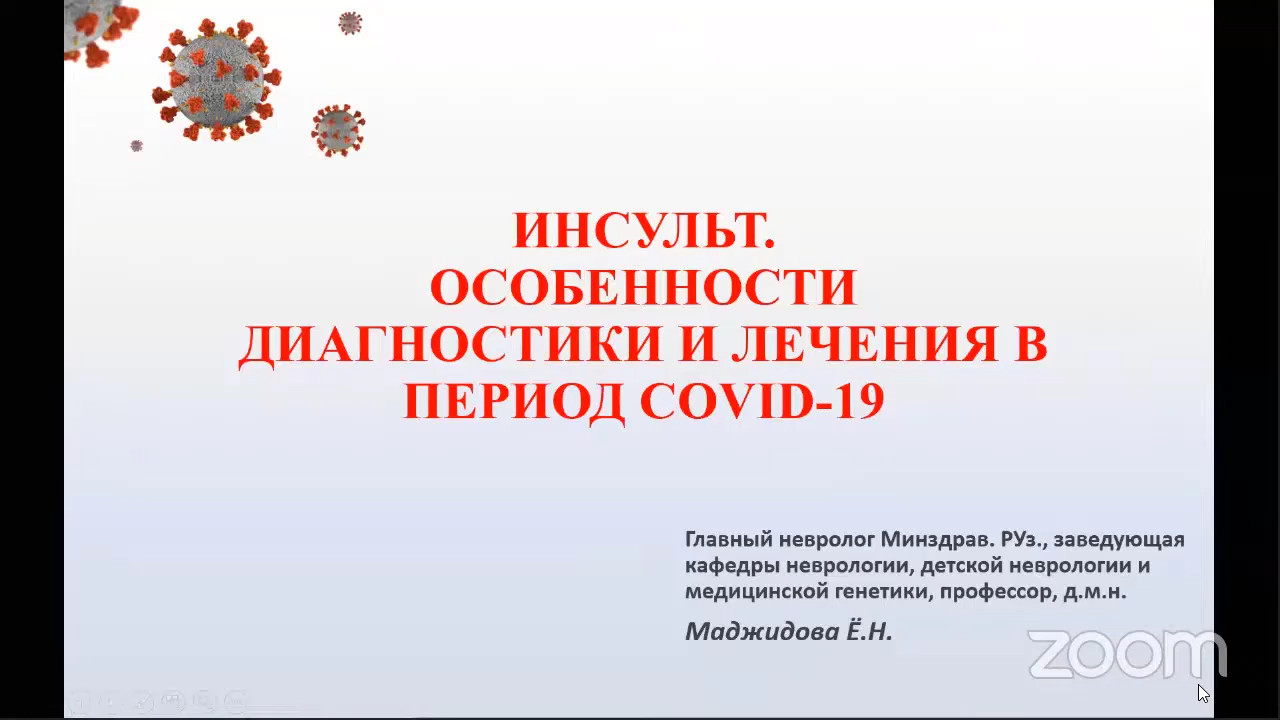 ИНСУЛЬТ.
ОСОБЕННОСТИ
ДИАГНОСТИКИ И ЛЕЧЕНИЯ В
ПЕРИОД COVID-19
Главный невролог Минздрав. РУз., заведующая
кафедры неврологии, детской неврологии и
медицинской генетики, профессор, д.м.н.
Маджидова Ё.Н.
zoom